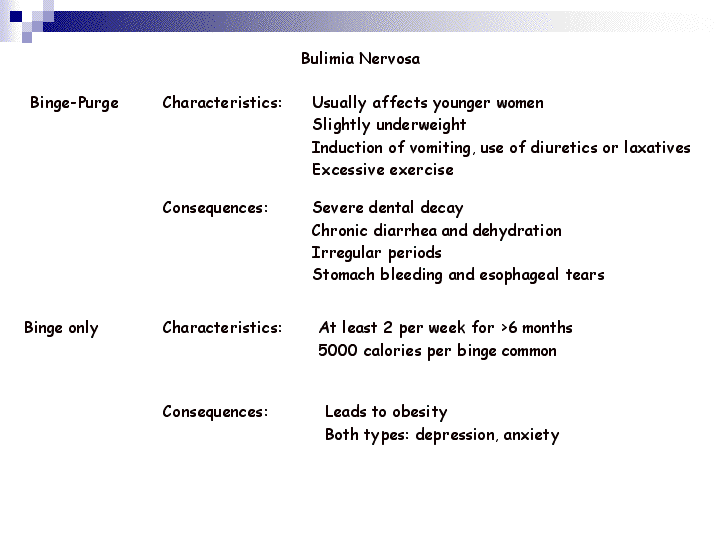 Bulimia Nervosa
Binge-Purge Characteristics: Usually affects younger women
Slightly underweight
Induction of vomiting, use of diuretics or laxatives
Excessive exercise
Consequences: Severe dental decay
Chronic diarrhea and dehydration
Irregular periods
Stomach bleeding and esophageal tears
Binge only Characteristics: At least 2 per week for >6 months
5000 calories per binge common
Consequences: Leads to obesity
Both types: depression, anxiety